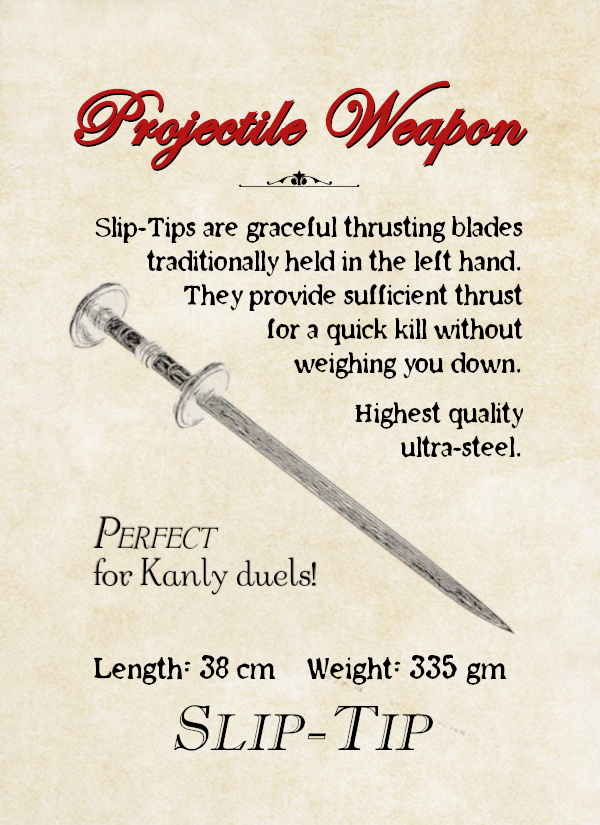 Projectile Weapon
Slip-Tips are graceful thrusting blades
traditionally held in the left hand.
They provide sufficient thrust
for a quick kill without
weighing you down.
Highest quality
ultra-steel.
PERFECT
for Kanly duels!
Length: 38 cm Weight: 335 gm
SLIP-TIP